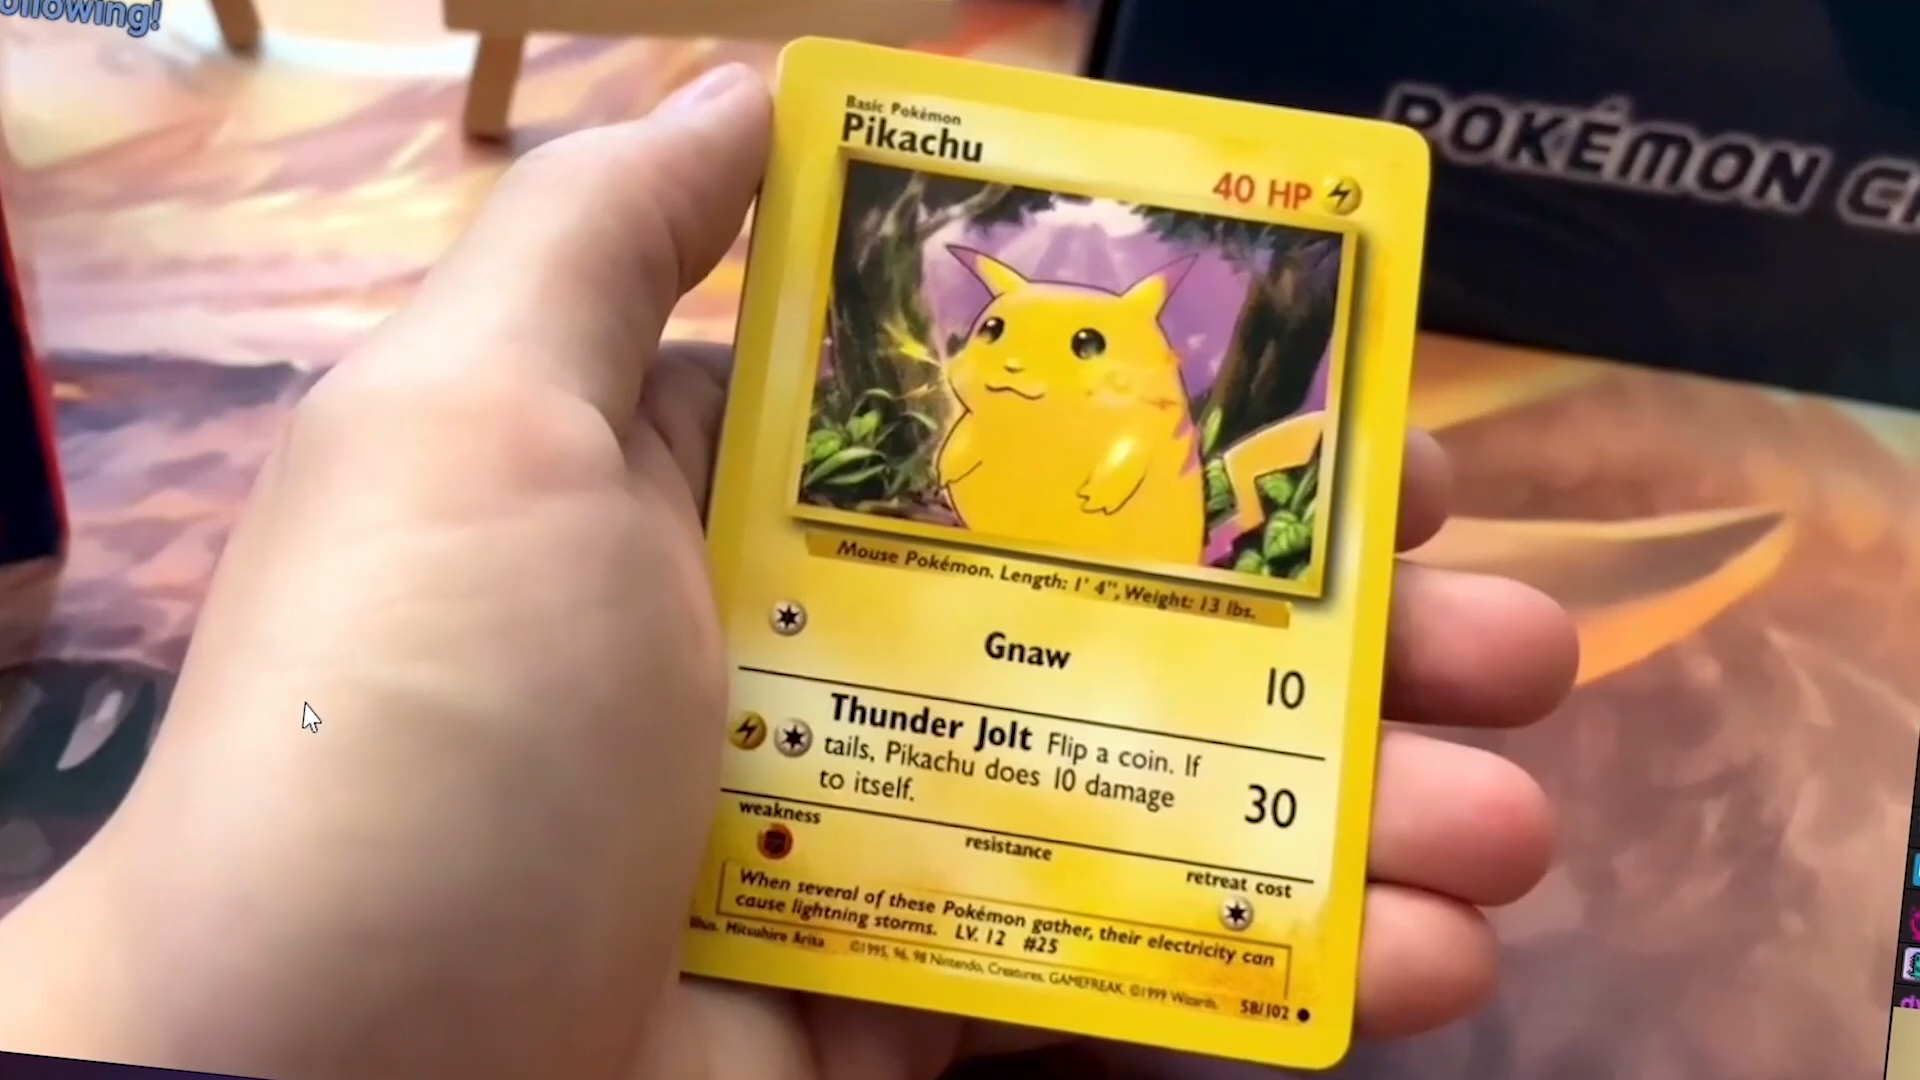 ollowing!
POKÉMON C
Basic Pokémon
Pikachu
40 HP
Mouse Pokémon. Length: 1' 4", Weight: 13 lbs.
Gnaw
10
Thunder Jolt Flip a coin. If
tails, Pikachu does 10 damage
to itself.
30
weakness
resistance
retreat cost
When several of these Pokémon gather, their electricity can
cause lightning storms. LV. 12 #25
Illus. Mitsuhiro Arita ©1995, 96, 98 Nintendo, Creatures, GAMEFREAK. ©1999 Wizards. 58/102